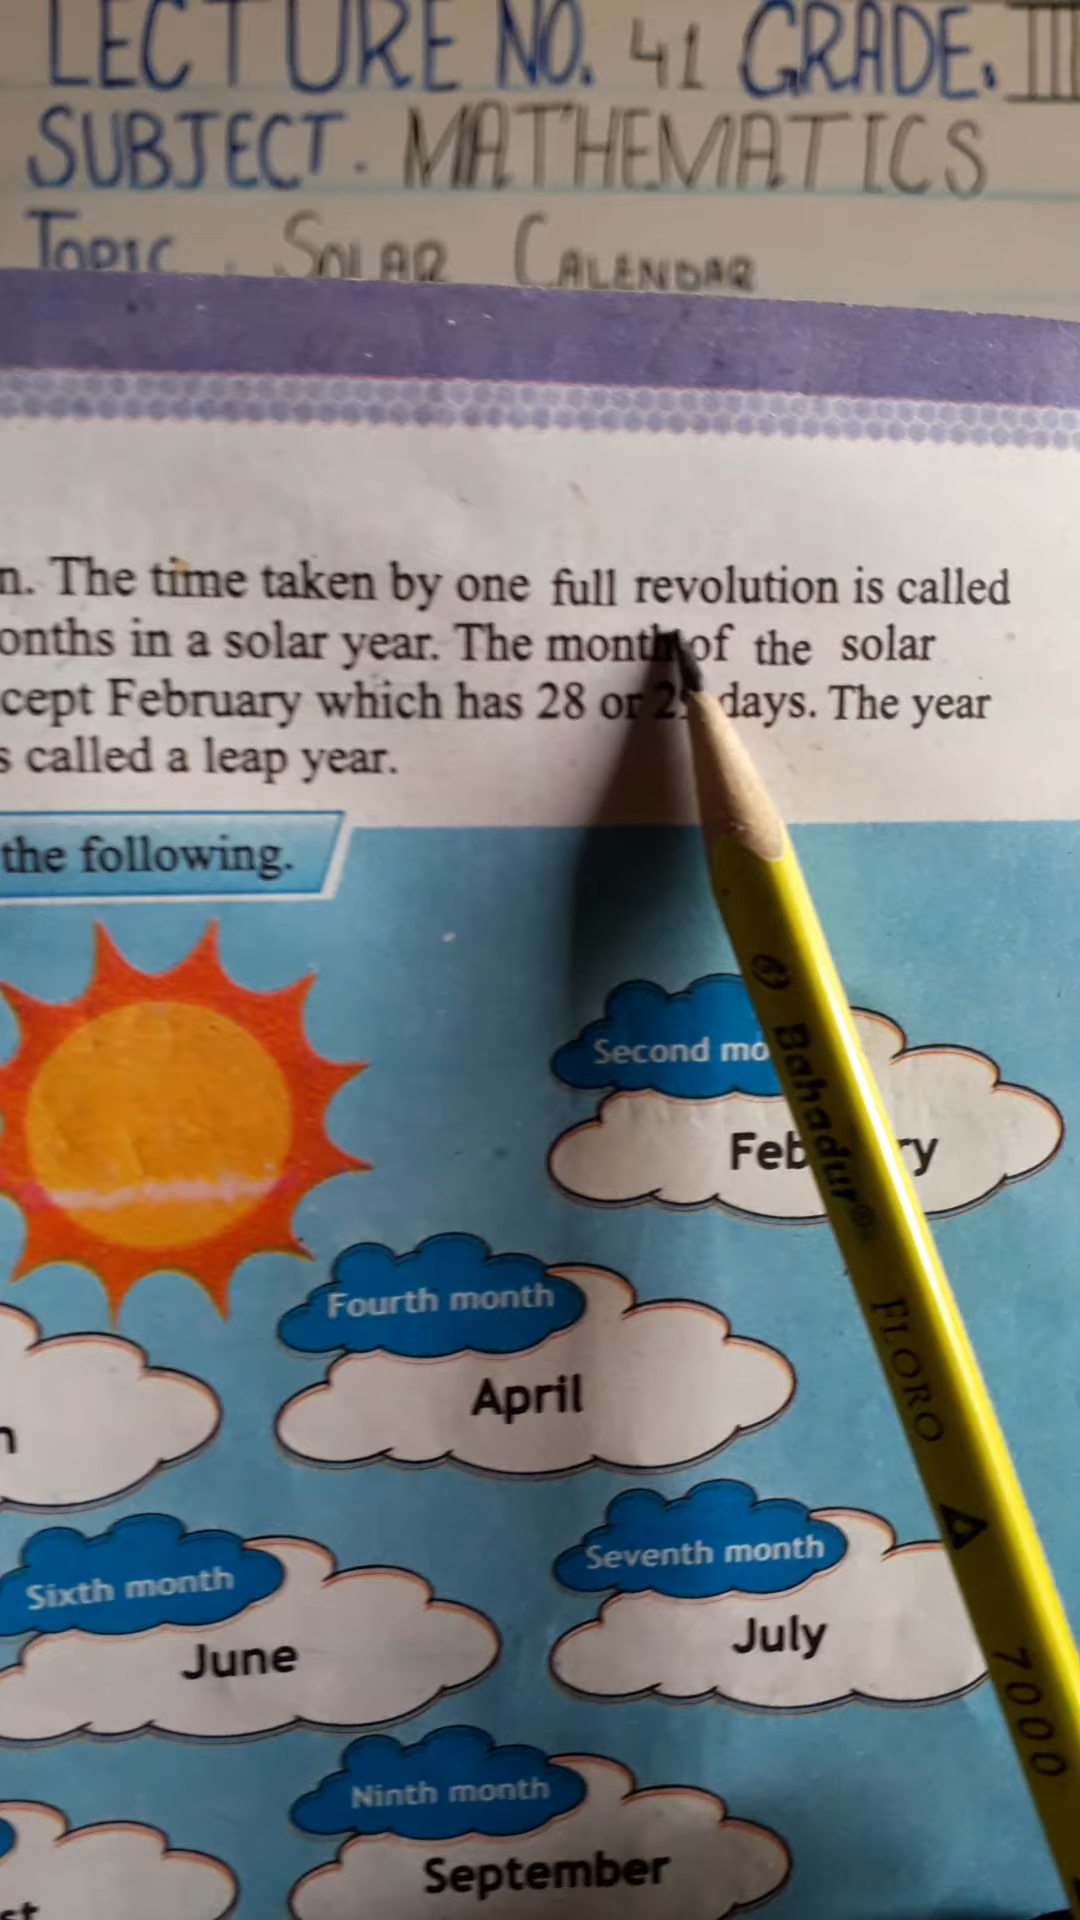 LECTURE NO. 41 GRADE. III
SUBJECT. MATHEMATICS
TOPIC. SOLAR CALENDAR
n. The time taken by one full revolution is called
onths in a solar year. The month of the solar
cept February which has 28 or 29 days. The year
s called a leap year.
the following.
Second mo
Feb ry
Fourth month
April
Sixth month
June
Seventh month
July
Ninth month
September
st
Bahadur® FLORO 7000